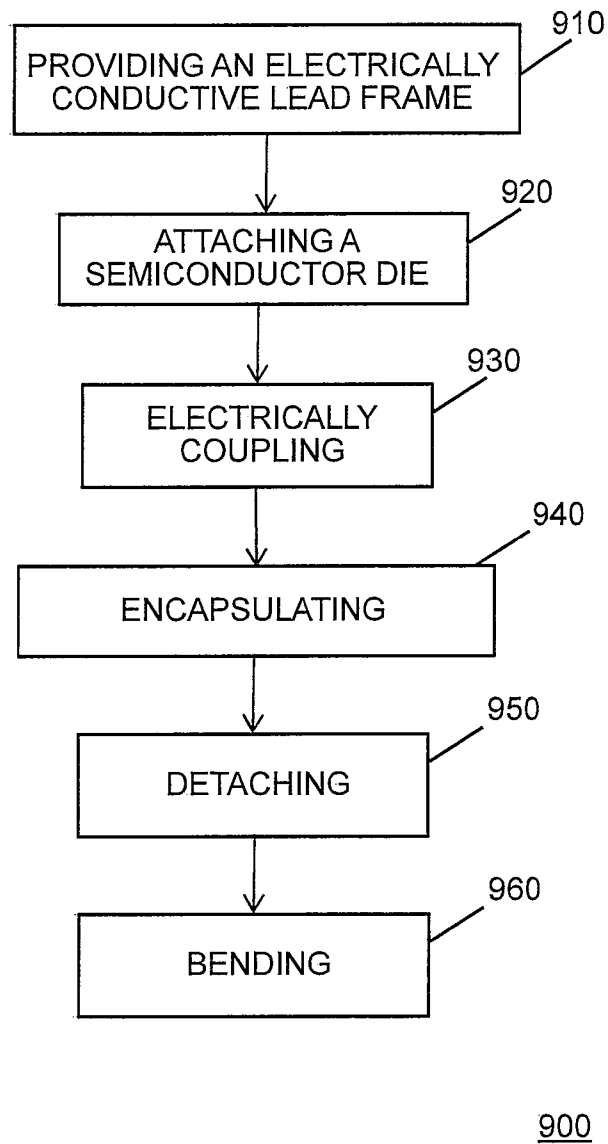 910
PROVIDING AN ELECTRICALLY
CONDUCTIVE LEAD FRAME
920
ATTACHING A
SEMICONDUCTOR DIE
930
ELECTRICALLY
COUPLING
940
ENCAPSULATING
950
DETACHING
960
BENDING
900